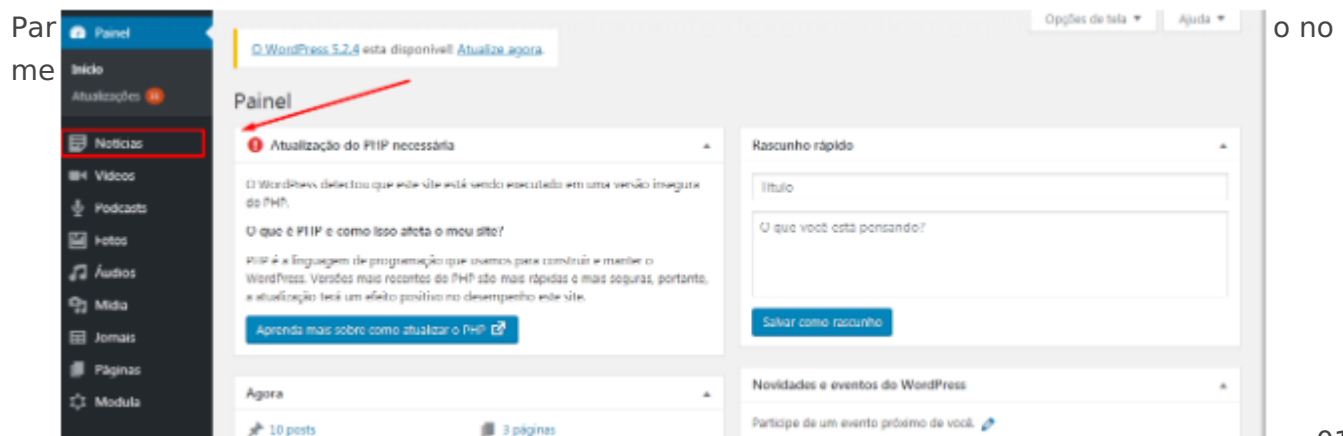 Par
o no
me
Painel
Início
Atualizações
Notícias
Vídeos
Podcasts
Fotos
Áudios
Mídia
Jornais
Páginas
Modula
Opções de tela
Ajuda
O WordPress 5.2.4 esta disponível! Atualize agora.
Painel
Atualização do PHP necessária
O WordPress detectou que este site está sendo executado em uma versão insegura
do PHP.
O que é PHP e como isso afeta o meu site?
PHP é a linguagem de programação que usamos para construir e manter o
WordPress. Versões mais recentes do PHP são mais rápidas e mais seguras, portanto,
a atualização terá um efeito positivo no desempenho este site.
Aprenda mais sobre como atualizar o PHP
Agora
10 posts
3 páginas
Rascunho rápido
Título
O que você está pensando?
Salvar como rascunho
Novidades e eventos do WordPress
Participe de um evento próximo de você.